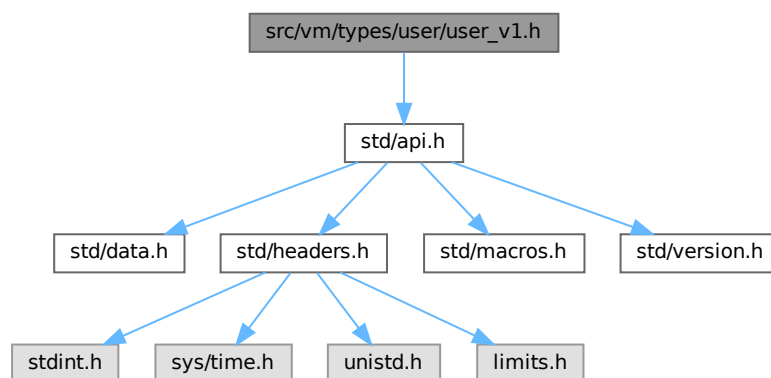 src/vm/types/user/user_v1.h
std/api.h
std/data.h
std/headers.h
std/macros.h
std/version.h
stdint.h
sys/time.h
unistd.h
limits.h